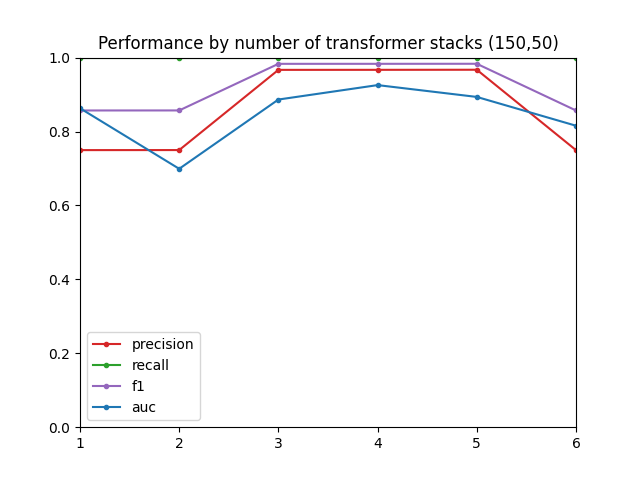 Performance by number of transformer stacks (150,50)
1.0
0.8
0.6
0.4
0.2
0.0
precision
recall
f1
auc
1 2 3 4 5 6